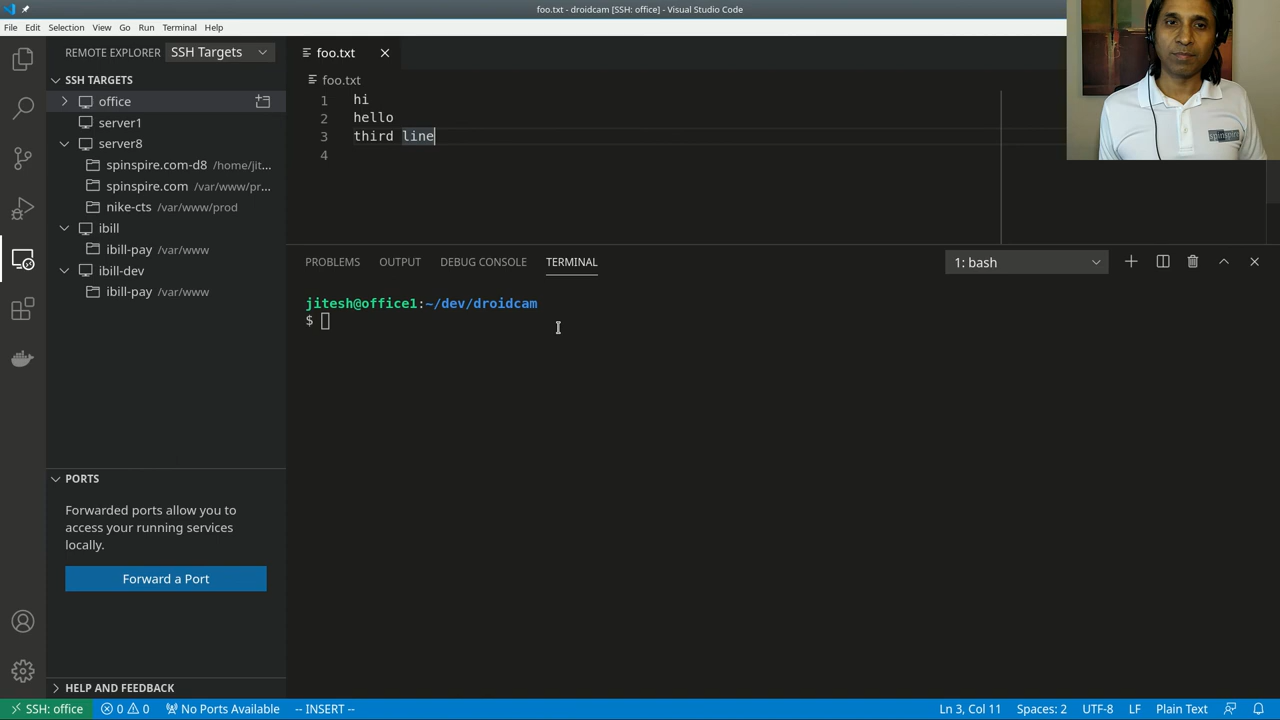 foo.txt - droidcam [SSH: office] - Visual Studio Code
File Edit Selection View Go Run Terminal Help
REMOTE EXPLORER SSH Targets
SSH TARGETS
office
server1
server8
spinspire.com-d8 /home/jit...
spinspire.com /var/www/pr...
nike-cts /var/www/prod
ibill
ibill-pay /var/www
ibill-dev
ibill-pay /var/www
PORTS
Forwarded ports allow you to
access your running services
locally.
Forward a Port
HELP AND FEEDBACK
foo.txt
foo.txt
1 hi
2 hello
3 third line
4
PROBLEMS OUTPUT DEBUG CONSOLE TERMINAL 1: bash
jitesh@office1:~/dev/droidcam
$
spinspire
SSH: office 0 0 No Ports Available -- INSERT -- Ln 3, Col 11 Spaces: 2 UTF-8 LF Plain Text